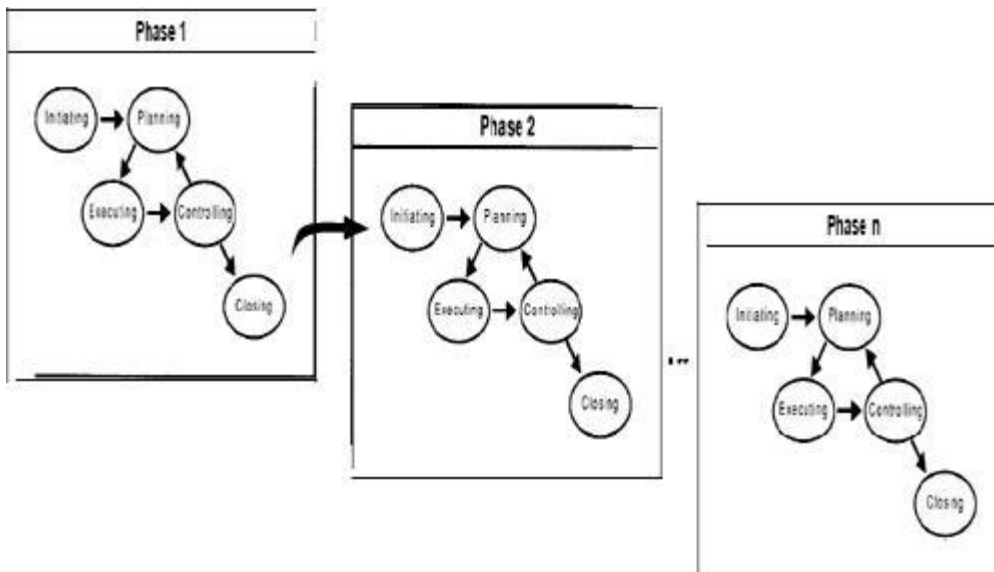 Phase 1
Initiating
Planning
Executing
Controlling
Closing
Phase 2
Initiating
Planning
Executing
Controlling
Closing
Phase n
Initiating
Planning
Executing
Controlling
Closing